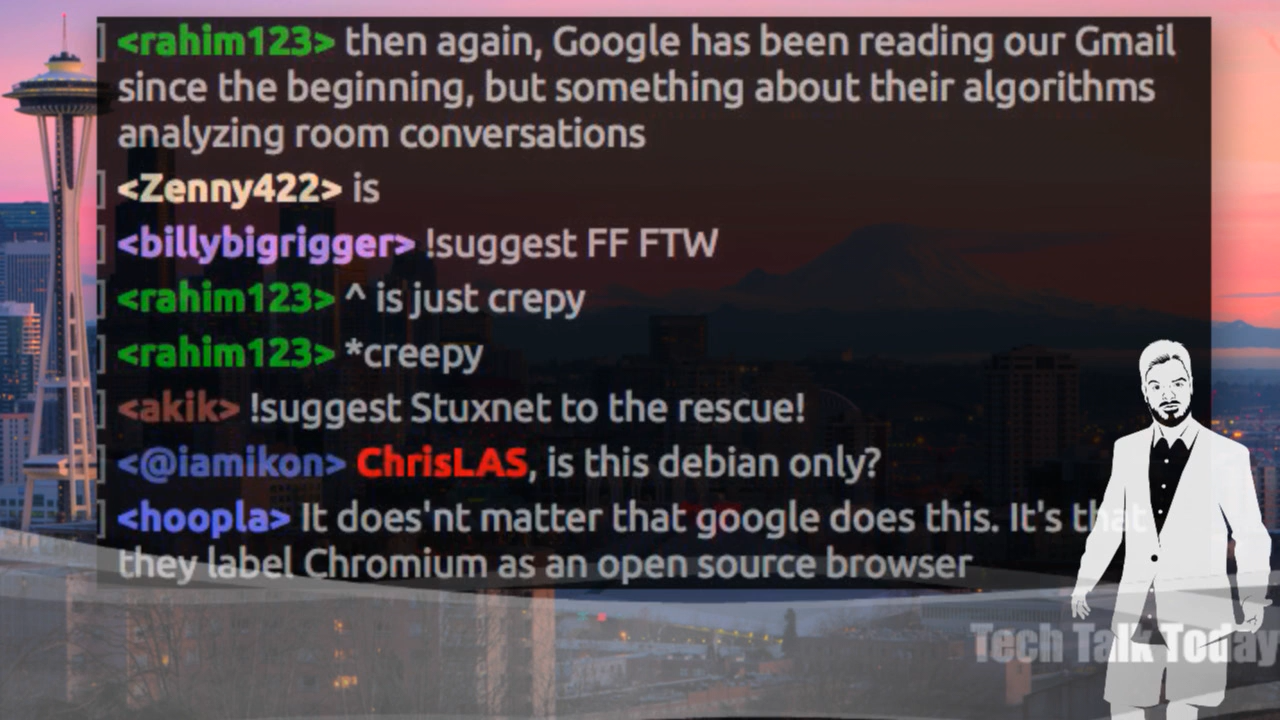 <rahim123> then again, Google has been reading our Gmail
since the beginning, but something about their algorithms
analyzing room conversations
<Zenny422> is
<billybigrigger> !suggest FF FTW
<rahim123> ^ is just crepy
<rahim123> *creepy
<akik> !suggest Stuxnet to the rescue!
<@iamikon> ChrisLAS, is this debian only?
<hoopla> It does'nt matter that google does this. It's that
they label Chromium as an open source browser
Tech Talk Today